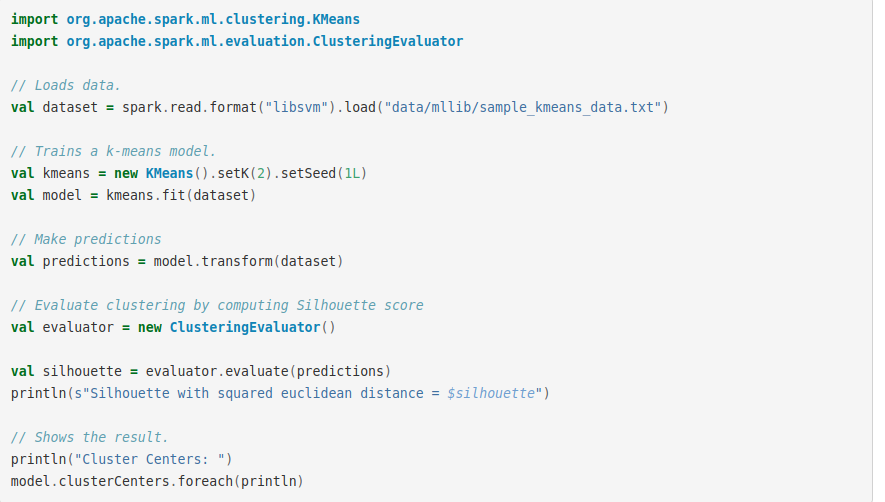 import org.apache.spark.ml.clustering.KMeans
import org.apache.spark.ml.evaluation.ClusteringEvaluator
// Loads data.
val dataset = spark.read.format("libsvm").load("data/mllib/sample_kmeans_data.txt")
// Trains a k-means model.
val kmeans = new KMeans().setK(2).setSeed(1L)
val model = kmeans.fit(dataset)
// Make predictions
val predictions = model.transform(dataset)
// Evaluate clustering by computing Silhouette score
val evaluator = new ClusteringEvaluator()
val silhouette = evaluator.evaluate(predictions)
println(s"Silhouette with squared euclidean distance = $silhouette")
// Shows the result.
println("Cluster Centers: ")
model.clusterCenters.foreach(println)